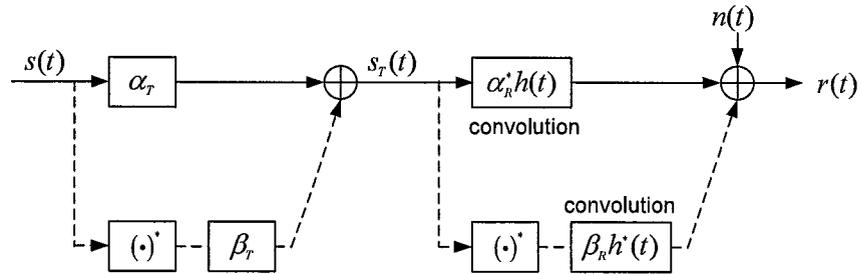 n(t)
s(t) α_T s_T(t) α_R^*h(t) r(t)
convolution
convolution
(•)^* β_T (•)^* β_R h^*(t)